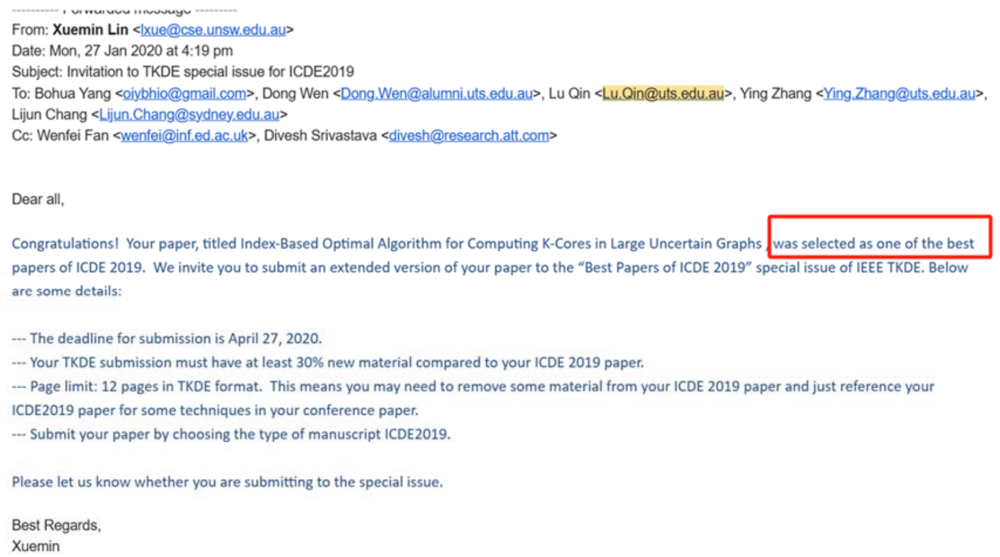 ---------- Forwarded message ---------
From: Xuemin Lin <lxue@cse.unsw.edu.au>
Date: Mon, 27 Jan 2020 at 4:19 pm
Subject: Invitation to TKDE special issue for ICDE2019
To: Bohua Yang <oiybhio@gmail.com>, Dong Wen <Dong.Wen@alumni.uts.edu.au>, Lu Qin <Lu.Qin@uts.edu.au>, Ying Zhang <Ying.Zhang@uts.edu.au>,
Lijun Chang <Lijun.Chang@sydney.edu.au>
Cc: Wenfei Fan <wenfei@inf.ed.ac.uk>, Divesh Srivastava <divesh@research.att.com>
Dear all,
Congratulations!  Your paper, titled Index-Based Optimal Algorithm for Computing K-Cores in Large Uncertain Graphs , was selected as one of the best
papers of ICDE 2019.  We invite you to submit an extended version of your paper to the “Best Papers of ICDE 2019” special issue of IEEE TKDE. Below
are some details:
--- The deadline for submission is April 27, 2020.
--- Your TKDE submission must have at least 30% new material compared to your ICDE 2019 paper.
--- Page limit: 12 pages in TKDE format.  This means you may need to remove some material from your ICDE 2019 paper and just reference your
ICDE2019 paper for some techniques in your conference paper.
--- Submit your paper by choosing the type of manuscript ICDE2019.
Please let us know whether you are submitting to the special issue.
Best Regards,
Xuemin